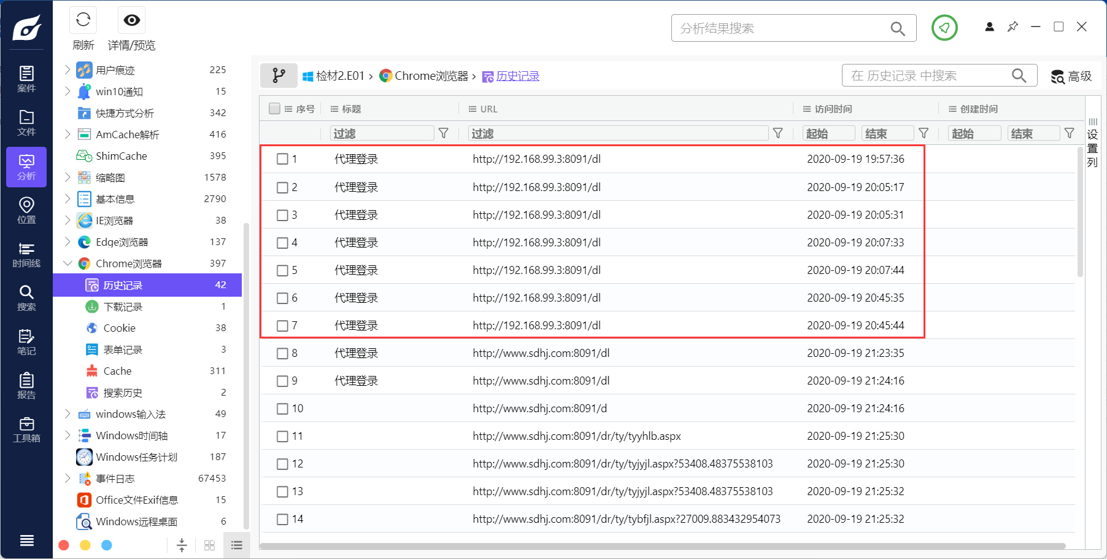 刷新
详情/预览
分析结果搜索
案件
文件
分析
位置
时间线
搜索
笔记
报告
工具箱
用户痕迹 225
win10通知 15
快捷方式分析 342
AmCache解析 416
ShimCache 395
缩略图 1578
基本信息 2790
IE浏览器 38
Edge浏览器 137
Chrome浏览器 397
历史记录 42
下载记录 1
Cookie 38
表单记录 3
Cache 311
搜索历史 2
windows输入法 49
Windows时间轴 17
Windows任务计划 187
事件日志 67453
Office文件Exif信息 15
Windows远程桌面 6
检材2.E01 › Chrome浏览器 › 历史记录
在 历史记录 中搜索
高级
序号 标题 URL 访问时间 创建时间
过滤 过滤 起始 结束 起始 结束
设置列
1 代理登录 http://192.168.99.3:8091/dl 2020-09-19 19:57:36
2 代理登录 http://192.168.99.3:8091/dl 2020-09-19 20:05:17
3 代理登录 http://192.168.99.3:8091/dl 2020-09-19 20:05:31
4 代理登录 http://192.168.99.3:8091/dl 2020-09-19 20:07:33
5 代理登录 http://192.168.99.3:8091/dl 2020-09-19 20:07:44
6 代理登录 http://192.168.99.3:8091/dl 2020-09-19 20:45:35
7 代理登录 http://192.168.99.3:8091/dl 2020-09-19 20:45:44
8 代理登录 http://www.sdhj.com:8091/dl 2020-09-19 21:23:35
9 代理登录 http://www.sdhj.com:8091/dl 2020-09-19 21:24:16
10 http://www.sdhj.com:8091/d 2020-09-19 21:24:16
11 http://www.sdhj.com:8091/dr/ty/tyyhlb.aspx 2020-09-19 21:25:30
12 http://www.sdhj.com:8091/dr/ty/tyjyjl.aspx?53408.48375538103 2020-09-19 21:25:30
13 http://www.sdhj.com:8091/dr/ty/tyjyjl.aspx?53408.48375538103 2020-09-19 21:25:32
14 http://www.sdhj.com:8091/dr/ty/tybfjl.aspx?27009.883432954073 2020-09-19 21:25:32